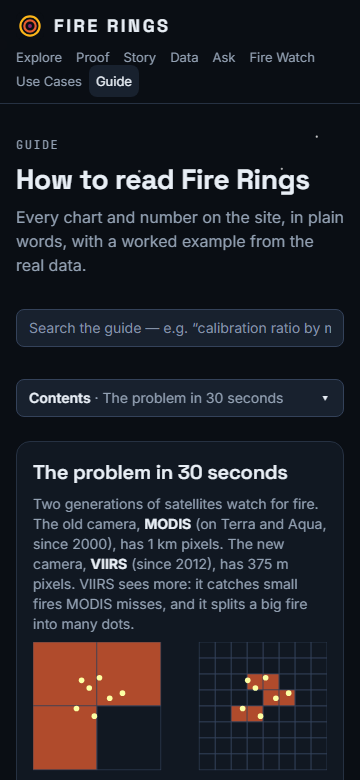 FIRE RINGS
Explore Proof Story Data Ask Fire Watch
Use Cases Guide
GUIDE
How to read Fire Rings
Every chart and number on the site, in plain
words, with a worked example from the
real data.
Search the guide — e.g. “calibration ratio by m
Contents · The problem in 30 seconds
The problem in 30 seconds
Two generations of satellites watch for fire.
The old camera, MODIS (on Terra and Aqua,
since 2000), has 1 km pixels. The new
camera, VIIRS (since 2012), has 375 m
pixels. VIIRS sees more: it catches small
fires MODIS misses, and it splits a big fire
into many dots.